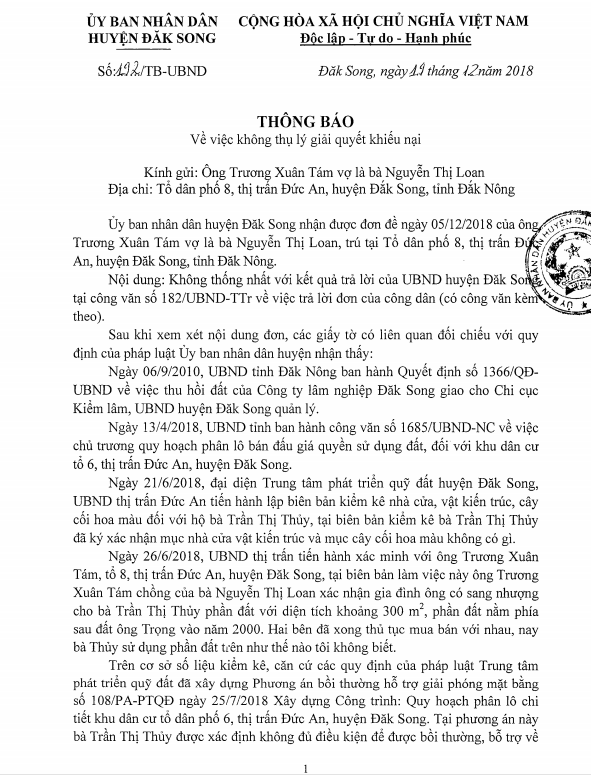 ỦY BAN NHÂN DÂN
HUYỆN ĐĂK SONG
CỘNG HÒA XÃ HỘI CHỦ NGHĨA VIỆT NAM
Độc lập - Tự do - Hạnh phúc
Số:192/TB-UBND
Đăk Song, ngày 19 tháng 12 năm 2018
THÔNG BÁO
Về việc không thụ lý giải quyết khiếu nại
Kính gửi: Ông Trương Xuân Tám vợ là bà Nguyễn Thị Loan
Địa chỉ: Tổ dân phố 8, thị trấn Đức An, huyện Đắk Song, tỉnh Đắk Nông
Ủy ban nhân dân huyện Đăk Song nhận được đơn đề ngày 05/12/2018 của ông
Trương Xuân Tám vợ là bà Nguyễn Thị Loan, trú tại Tổ dân phố 8, thị trấn Đức
An, huyện Đăk Song, tỉnh Đăk Nông.
Nội dung: Không thống nhất với kết quả trả lời của UBND huyện Đăk Song
tại công văn số 182/UBND-TTr về việc trả lời đơn của công dân (có công văn kèm
theo).
Sau khi xem xét nội dung đơn, các giấy tờ có liên quan đối chiếu với quy
định của pháp luật Ủy ban nhân dân huyện nhận thấy:
Ngày 06/9/2010, UBND tỉnh Đăk Nông ban hành Quyết định số 1366/QĐ-
UBND về việc thu hồi đất của Công ty lâm nghiệp Đăk Song giao cho Chi cục
Kiểm lâm, UBND huyện Đăk Song quản lý.
Ngày 13/4/2018, UBND tỉnh ban hành công văn số 1685/UBND-NC về việc
chủ trương quy hoạch phân lô bán đấu giá quyền sử dụng đất, đối với khu dân cư
tổ 6, thị trấn Đức An, huyện Đăk Song.
Ngày 21/6/2018, đại diện Trung tâm phát triển quỹ đất huyện Đăk Song,
UBND thị trấn Đức An tiến hành lập biên bản kiểm kê nhà cửa, vật kiến trúc, cây
cối hoa màu đối với hộ bà Trần Thị Thủy, tại biên bản kiểm kê bà Trần Thị Thủy
đã ký xác nhận mục nhà cửa vật kiến trúc và mục cây cối hoa màu không có gì.
Ngày 26/6/2018, UBND thị trấn tiến hành xác minh với ông Trương Xuân
Tám, tổ 8, thị trấn Đức An, huyện Đăk Song, tại biên bản làm việc này ông Trương
Xuân Tám chồng của bà Nguyễn Thị Loan xác nhận gia đình ông có sang nhượng
cho bà Trần Thị Thủy phần đất với diện tích khoảng 300 m², phần đất nằm phía
sau đất ông Trọng vào năm 2000. Hai bên đã xong thủ tục mua bán với nhau, nay
bà Thủy sử dụng phần đất trên như thế nào tôi không biết.
Trên cơ sở số liệu kiểm kê, căn cứ các quy định của pháp luật Trung tâm
phát triển quỹ đất đã xây dựng Phương án bồi thường hỗ trợ giải phóng mặt bằng
số 108/PA-PTQĐ ngày 25/7/2018 Xây dựng Công trình: Quy hoạch phân lô chi
tiết khu dân cư tổ dân phố 6, thị trấn Đức An, huyện Đăk Song. Tại phương án này
bà Trần Thị Thủy được xác định không đủ điều kiện để được bồi thường, bỗ trợ về
1